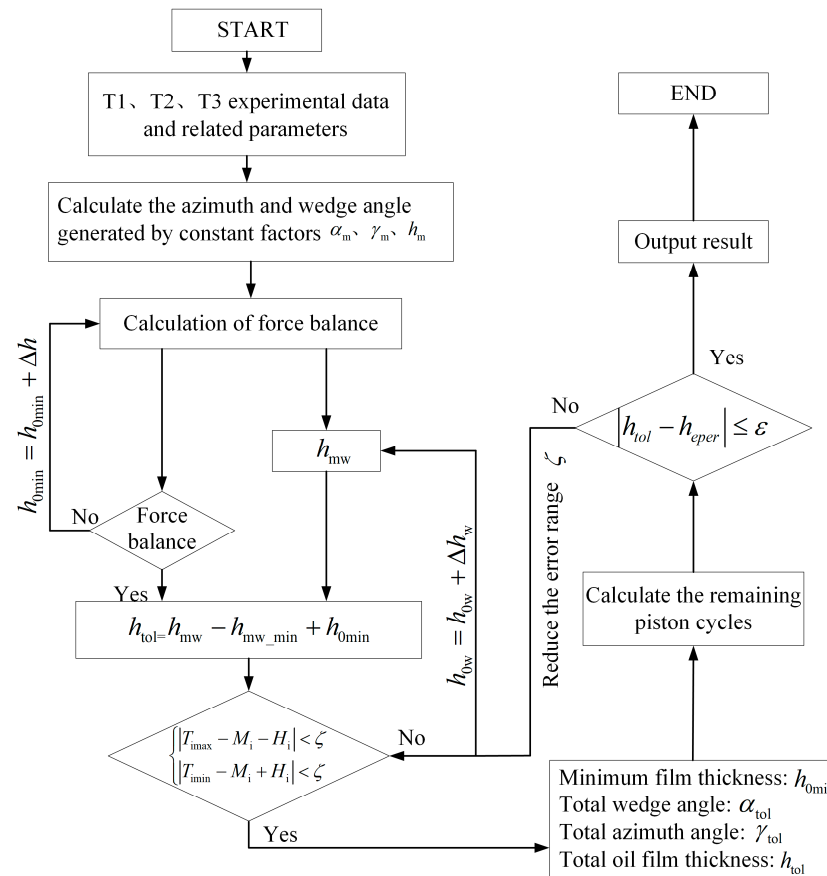 START
T1、T2、T3 experimental data
and related parameters
Calculate the azimuth and wedge angle
generated by constant factors αm、γm、hm
Calculation of force balance
h0min = h0min + Δh
hmw
No
Force
balance
Yes
htol= hmw − hmw_min + h0min
h0w = h0w + Δhw
|Timax − Mi − Hi| < ζ
|Timin − Mi + Hi| < ζ
No
Yes
END
Output result
Yes
No
|htol − heper| ≤ ε
Reduce the error range ζ
Calculate the remaining
piston cycles
Minimum film thickness: h0mi
Total wedge angle: αtol
Total azimuth angle: γtol
Total oil film thickness: htol